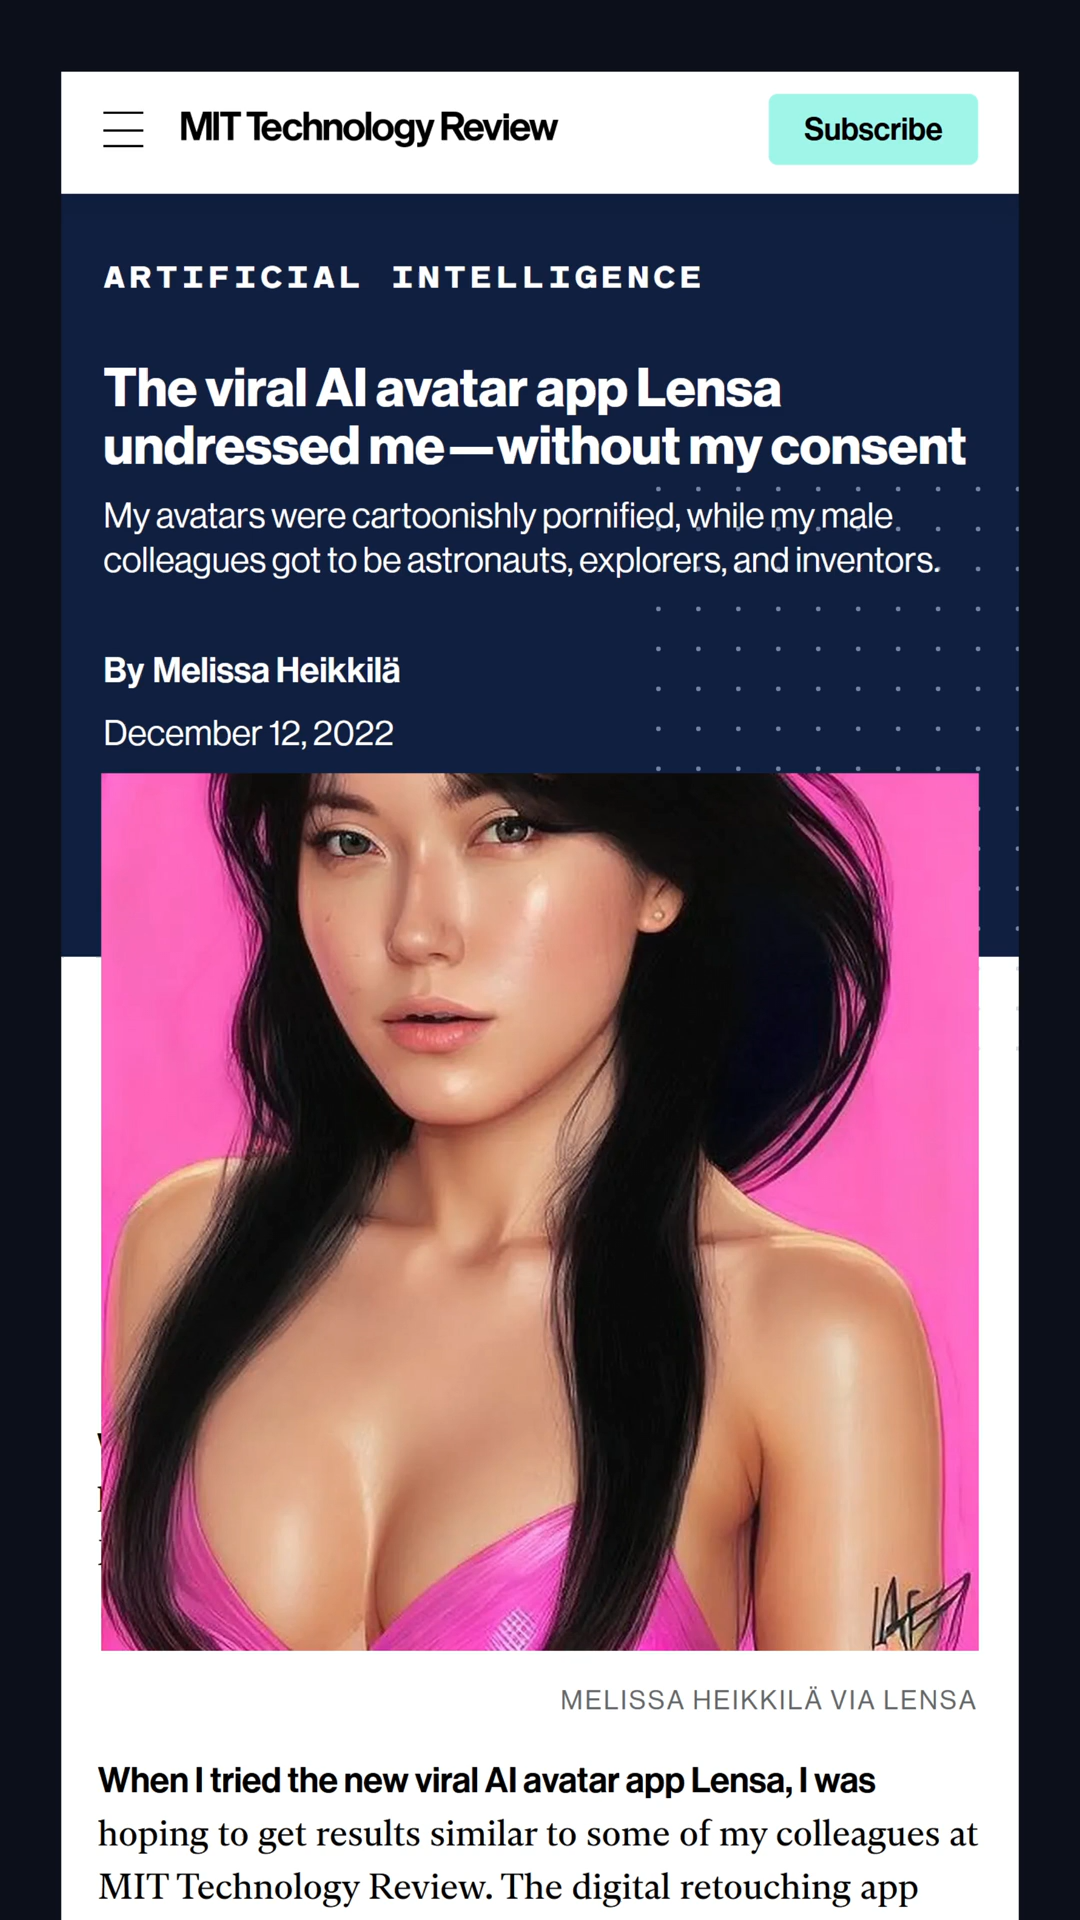 MIT Technology Review
Subscribe
ARTIFICIAL INTELLIGENCE
The viral AI avatar app Lensa
undressed me—without my consent
My avatars were cartoonishly pornified, while my male
colleagues got to be astronauts, explorers, and inventors.
By Melissa Heikkilä
December 12, 2022
MELISSA HEIKKILÄ VIA LENSA
When I tried the new viral AI avatar app Lensa, I was
hoping to get results similar to some of my colleagues at
MIT Technology Review. The digital retouching app